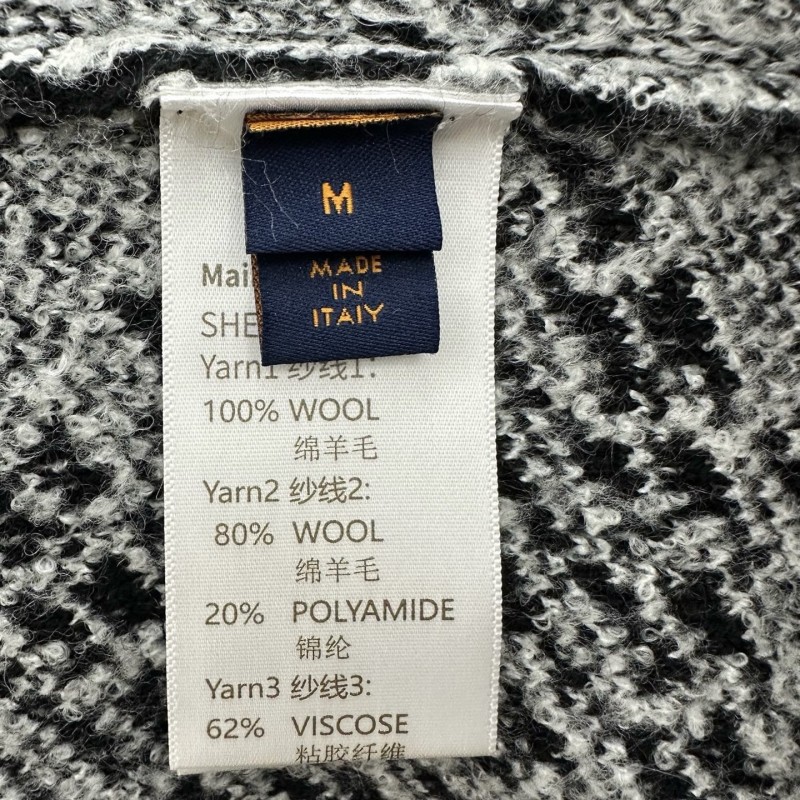 M
MADE
IN
ITALY
Mai
SHE
Yarn1 纱线1:
100% WOOL
绵羊毛
Yarn2 纱线2:
80% WOOL
绵羊毛
20% POLYAMIDE
锦纶
Yarn3 纱线3:
62% VISCOSE
粘胶纤维